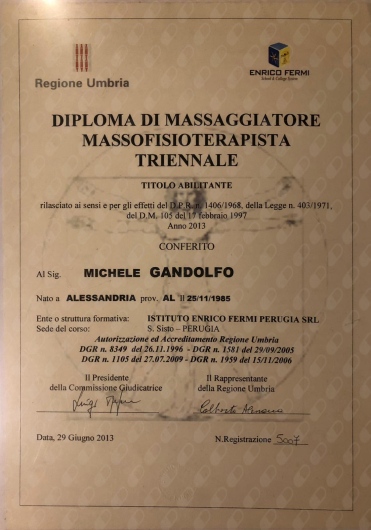 Regione Umbria
ENRICO FERMI
School & College System
DIPLOMA DI MASSAGGIATORE
MASSOFISIOTERAPISTA
TRIENNALE
TITOLO ABILITANTE
rilasciato ai sensi e per gli effetti del D.P.R. n. 1406/1968, della Legge n. 403/1971,
del D.M. 105 del 17 febbraio 1997
Anno 2013
CONFERITO
Al Sig. MICHELE GANDOLFO
Nato a ALESSANDRIA prov. AL Il 25/11/1985
Ente o struttura formativa: ISTITUTO ENRICO FERMI PERUGIA SRL
Sede del corso: S. Sisto – PERUGIA
Autorizzazione ed Accreditamento Regione Umbria
DGR n. 8349 del 26.11.1996 - DGR n. 1581 del 29/09/2005
DGR n. 1105 del 27.07.2009 - DGR n. 1959 del 15/11/2006
Il Presidente
della Commissione Giudicatrice
Il Rappresentante
della Regione Umbria
Luigi
Data, 29 Giugno 2013
N.Registrazione 5007